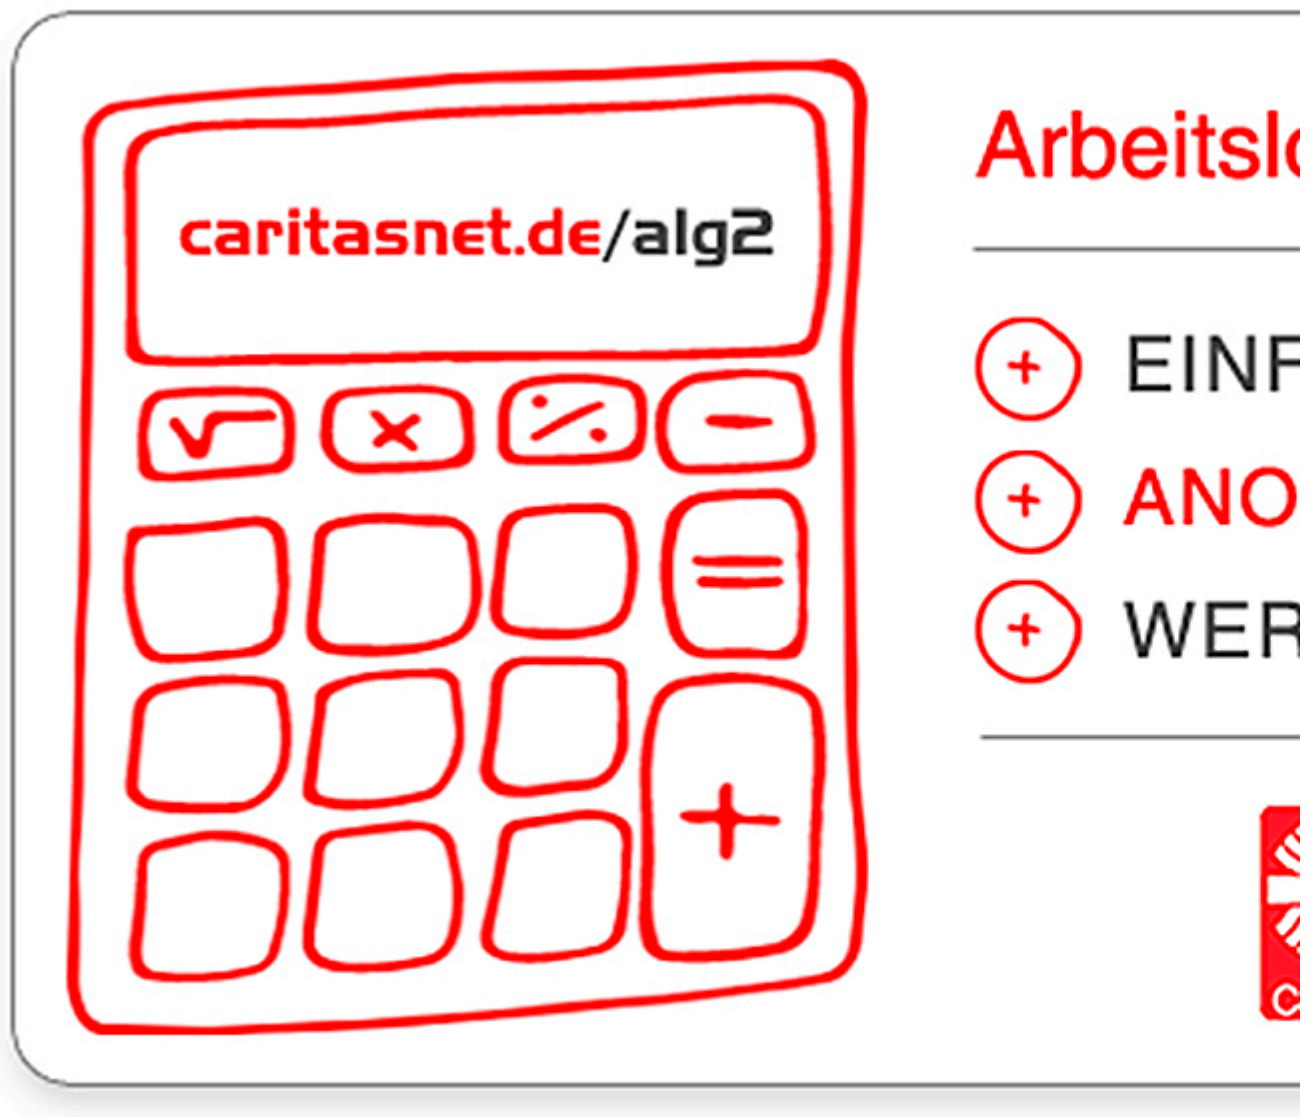 caritasnet.de/alg2
√ × ٪ −
=
+
Arbeitslo
+ EINF
+ ANO
+ WER
C